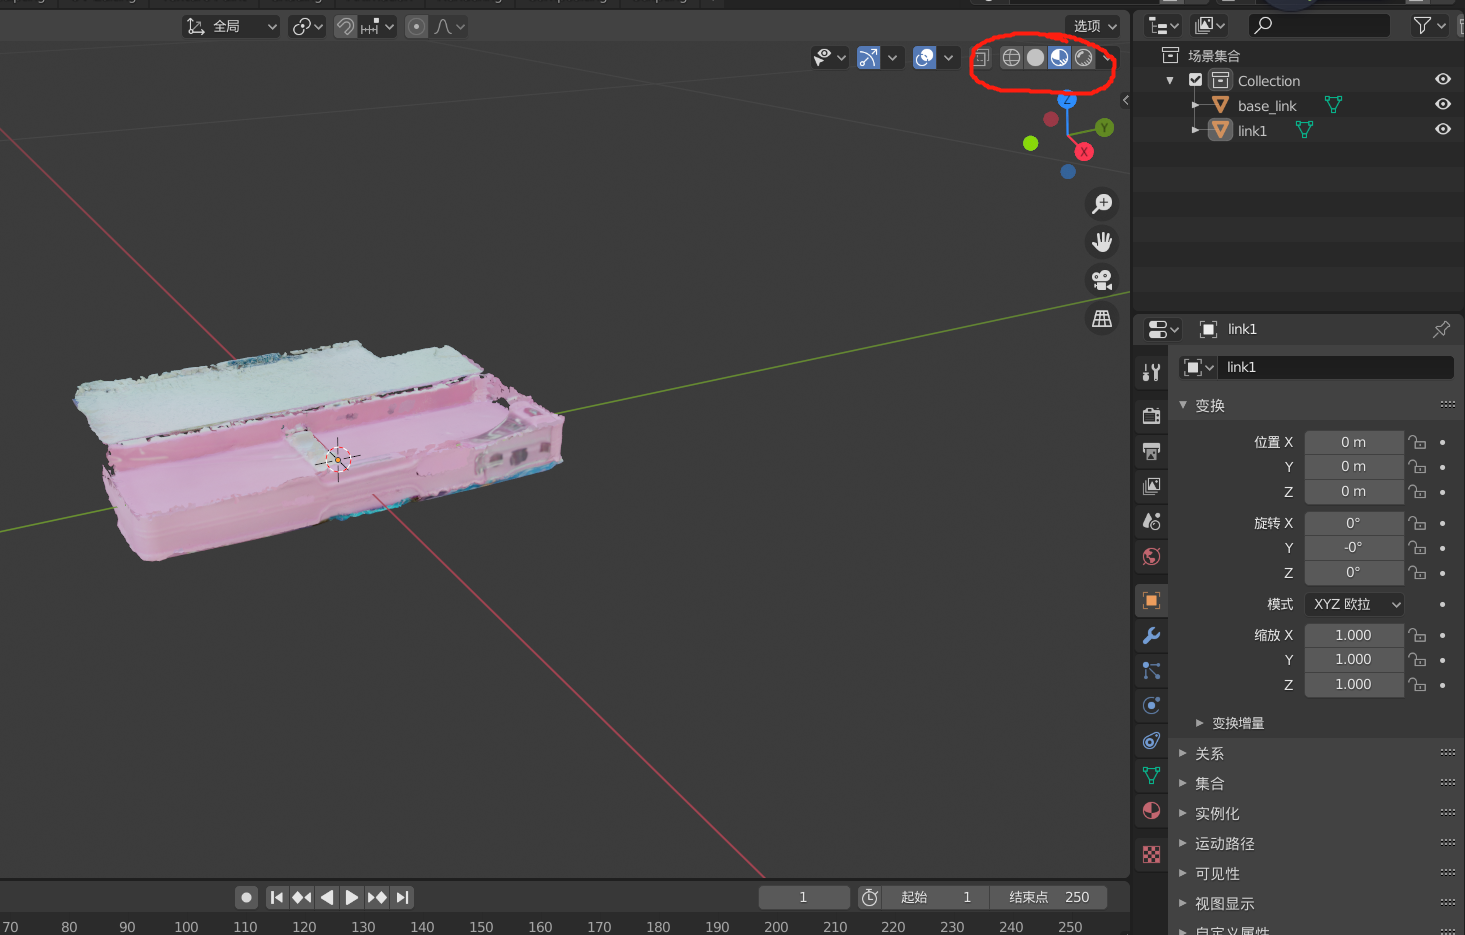 全局
选项
场景集合
Collection
base_link
link1
Z
Y
X
link1
link1
变换
位置 X 0 m
Y 0 m
Z 0 m
旋转 X 0°
Y -0°
Z 0°
模式 XYZ 欧拉
缩放 X 1.000
Y 1.000
Z 1.000
变换增量
关系
集合
实例化
运动路径
可见性
视图显示
自定义属性
1 起始 1 结束点 250
70 80 90 100 110 120 130 140 150 160 170 180 190 200 210 220 230 240 250